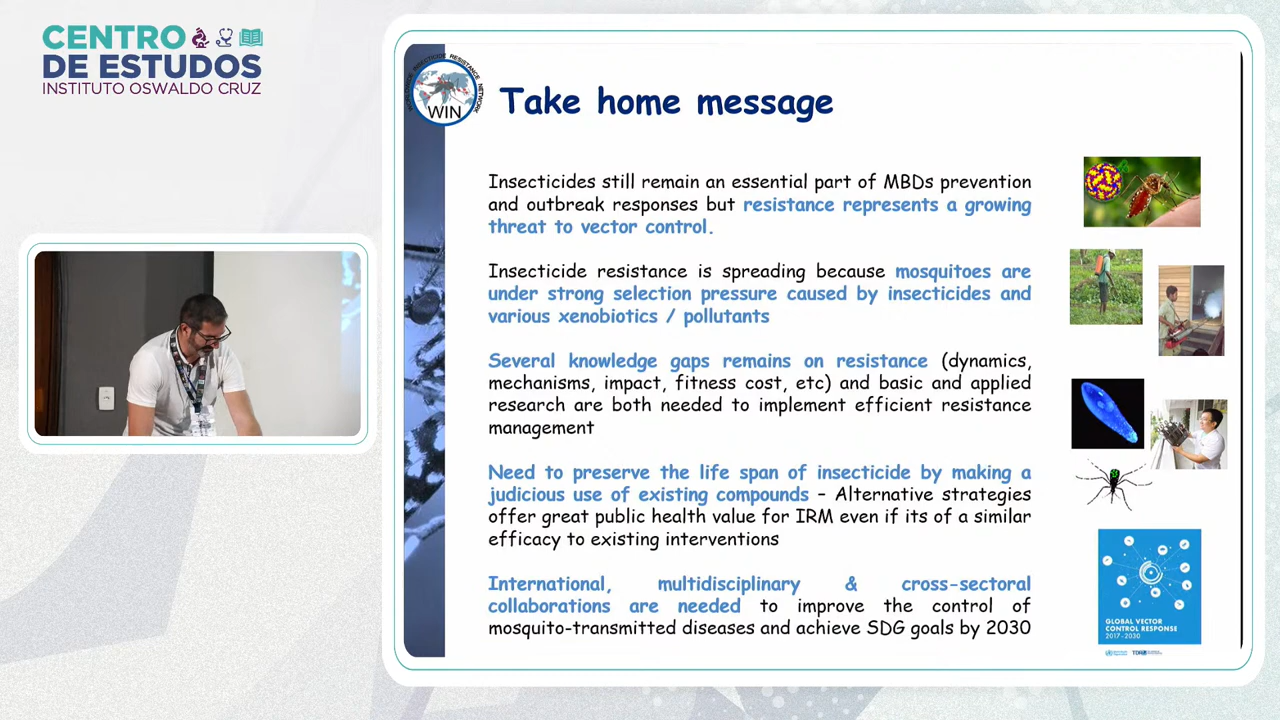 CENTRO
DE ESTUDOS
INSTITUTO OSWALDO CRUZ
WORLDWIDE INSECTICIDE RESISTANCE NETWORK
WIN
Take home message
Insecticides still remain an essential part of MBDs prevention
and outbreak responses but resistance represents a growing
threat to vector control.
Insecticide resistance is spreading because mosquitoes are
under strong selection pressure caused by insecticides and
various xenobiotics / pollutants
Several knowledge gaps remains on resistance (dynamics,
mechanisms, impact, fitness cost, etc) and basic and applied
research are both needed to implement efficient resistance
management
Need to preserve the life span of insecticide by making a
judicious use of existing compounds – Alternative strategies
offer great public health value for IRM even if its of a similar
efficacy to existing interventions
International, multidisciplinary & cross-sectoral
collaborations are needed to improve the control of
mosquito-transmitted diseases and achieve SDG goals by 2030
GLOBAL VECTOR
CONTROL RESPONSE
2017-2030
TDR